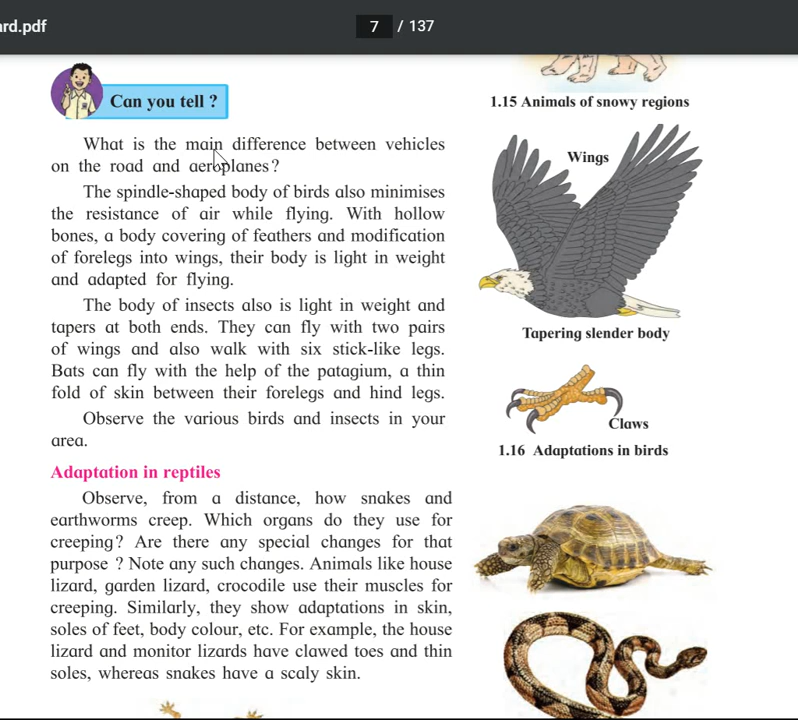 ard.pdf
7 / 137
Can you tell ?
What is the main difference between vehicles
on the road and aeroplanes?
The spindle-shaped body of birds also minimises
the resistance of air while flying. With hollow
bones, a body covering of feathers and modification
of forelegs into wings, their body is light in weight
and adapted for flying.
The body of insects also is light in weight and
tapers at both ends. They can fly with two pairs
of wings and also walk with six stick-like legs.
Bats can fly with the help of the patagium, a thin
fold of skin between their forelegs and hind legs.
Observe the various birds and insects in your
area.
Adaptation in reptiles
Observe, from a distance, how snakes and
earthworms creep. Which organs do they use for
creeping? Are there any special changes for that
purpose ? Note any such changes. Animals like house
lizard, garden lizard, crocodile use their muscles for
creeping. Similarly, they show adaptations in skin,
soles of feet, body colour, etc. For example, the house
lizard and monitor lizards have clawed toes and thin
soles, whereas snakes have a scaly skin.
1.15 Animals of snowy regions
Wings
Tapering slender body
Claws
1.16 Adaptations in birds